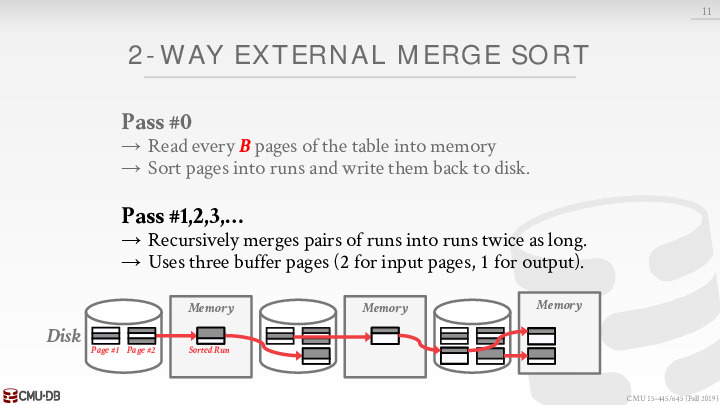 11
2-WAY EXTERNAL MERGE SORT
Pass #0
→ Read every B pages of the table into memory
→ Sort pages into runs and write them back to disk.
Pass #1,2,3,…
→ Recursively merges pairs of runs into runs twice as long.
→ Uses three buffer pages (2 for input pages, 1 for output).
Memory Memory Memory
Disk
Page #1 Page #2 Sorted Run
CMU·DB
CMU 15-445/645 (Fall 2019)